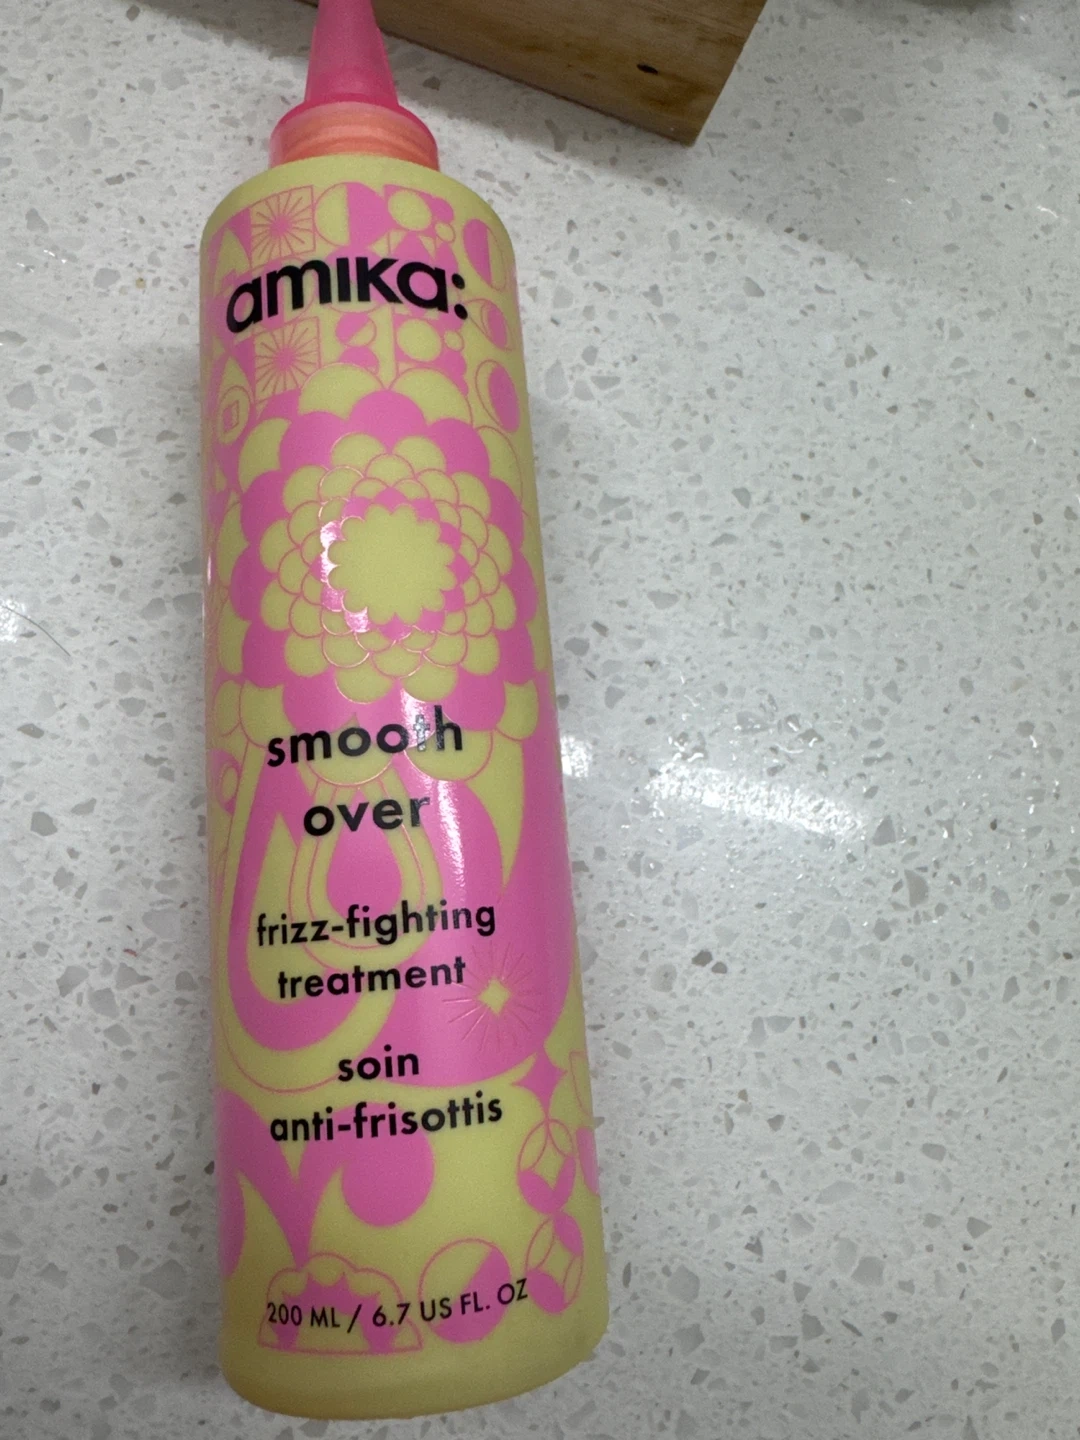 amika:
smooth
over
frizz-fighting
treatment
soin
anti-frisottis
200 ML / 6.7 US FL. OZ